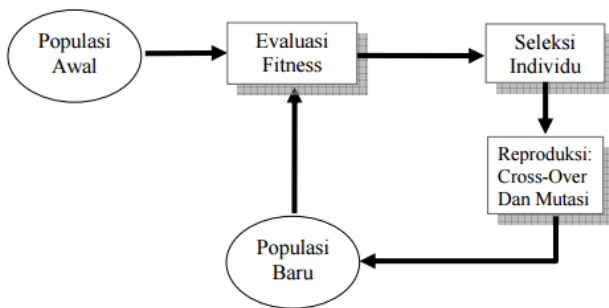 Populasi
Awal
Evaluasi
Fitness
Seleksi
Individu
Reproduksi:
Cross-Over
Dan Mutasi
Populasi
Baru